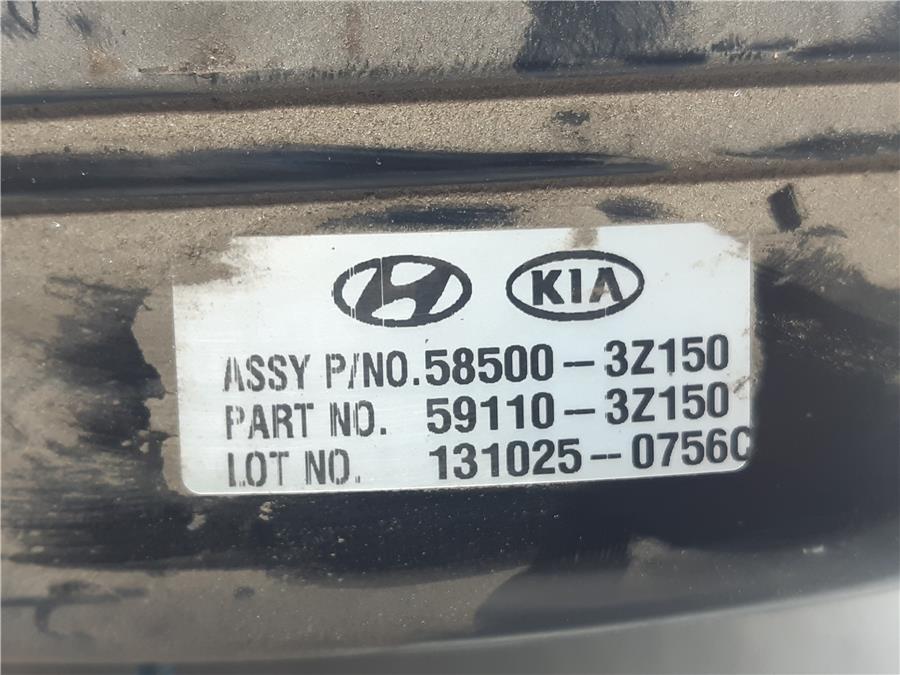 KIA
ASSY P/NO. 58500-3Z150
PART NO. 59110-3Z150
LOT NO. 131025--0756C